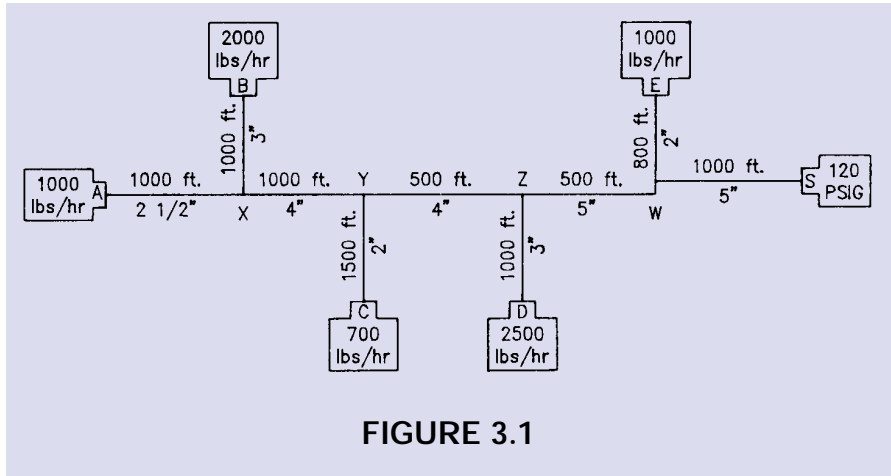 2000
lbs/hr
B
1000 ft.
3"
1000
lbs/hr
E
800 ft.
2"
1000
lbs/hr
A
1000 ft.
2 1/2"
X
1000 ft.
4"
Y
500 ft.
4"
Z
500 ft.
5"
W
1000 ft.
5"
S
120
PSIG
1500 ft.
2"
C
700
lbs/hr
1000 ft.
3"
D
2500
lbs/hr
FIGURE 3.1